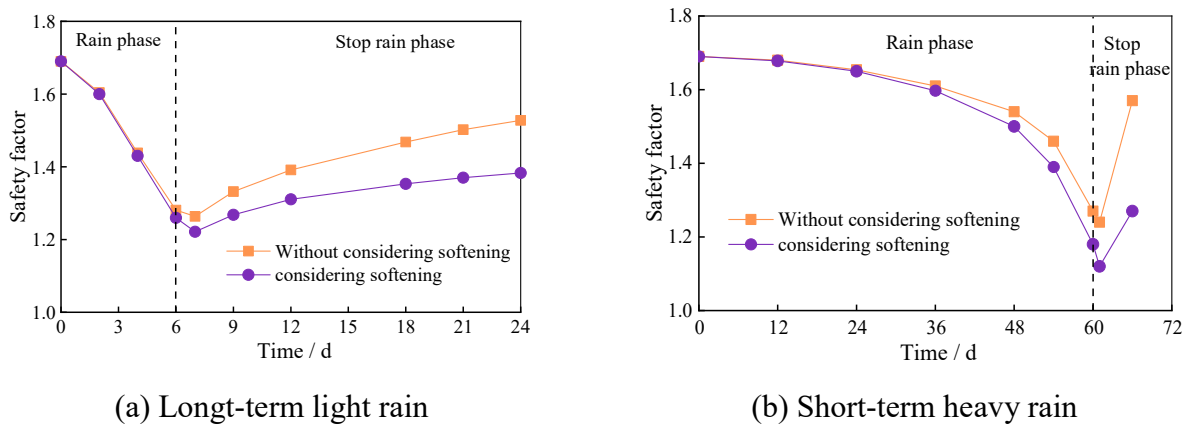 1.8
1.6
1.4
1.2
1.0
Safety factor
Rain phase
Stop rain phase
Without considering softening
considering softening
0 3 6 9 12 15 18 21 24
Time / d
(a) Longt-term light rain
1.8
1.6
1.4
1.2
1.0
Safety factor
Rain phase
Stop
rain phase
Without considering softening
considering softening
0 12 24 36 48 60 72
Time / d
(b) Short-term heavy rain